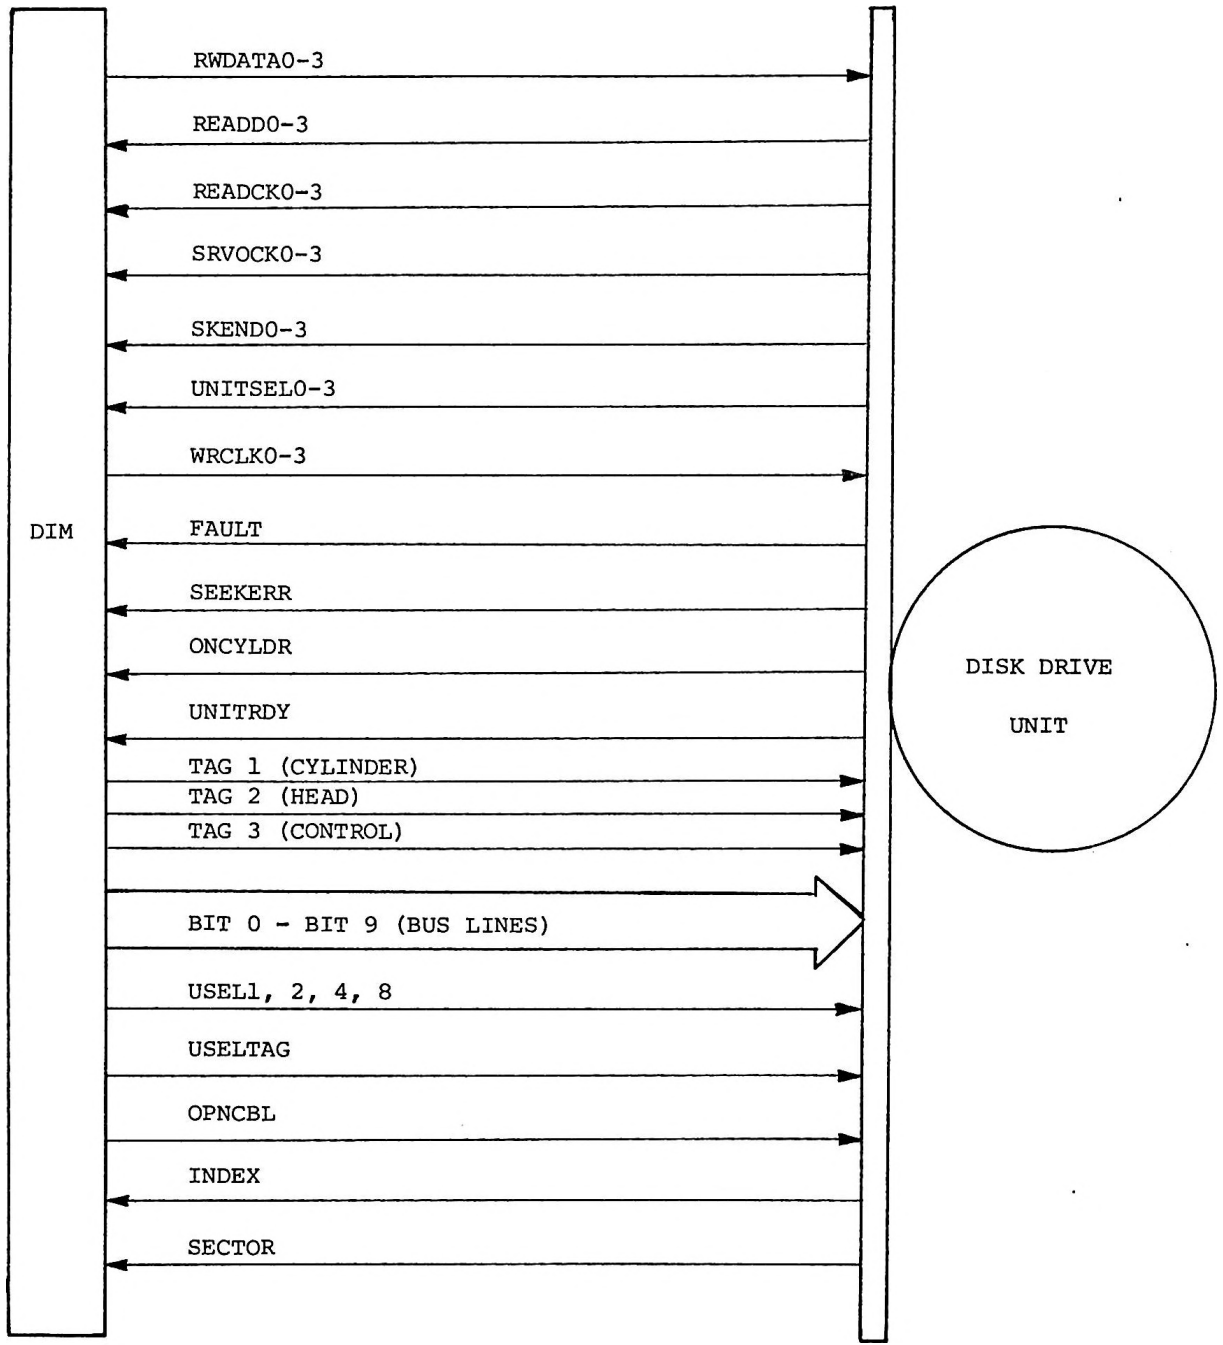 RWDATA0-3
READD0-3
READCK0-3
SRVOCK0-3
SKEND0-3
UNITSEL0-3
WRCLK0-3
DIM
FAULT
SEEKERR
ONCYLDR
DISK DRIVE
UNIT
UNITRDY
TAG 1 (CYLINDER)
TAG 2 (HEAD)
TAG 3 (CONTROL)
BIT 0 - BIT 9 (BUS LINES)
USEL1, 2, 4, 8
USELTAG
OPNCBL
INDEX
SECTOR